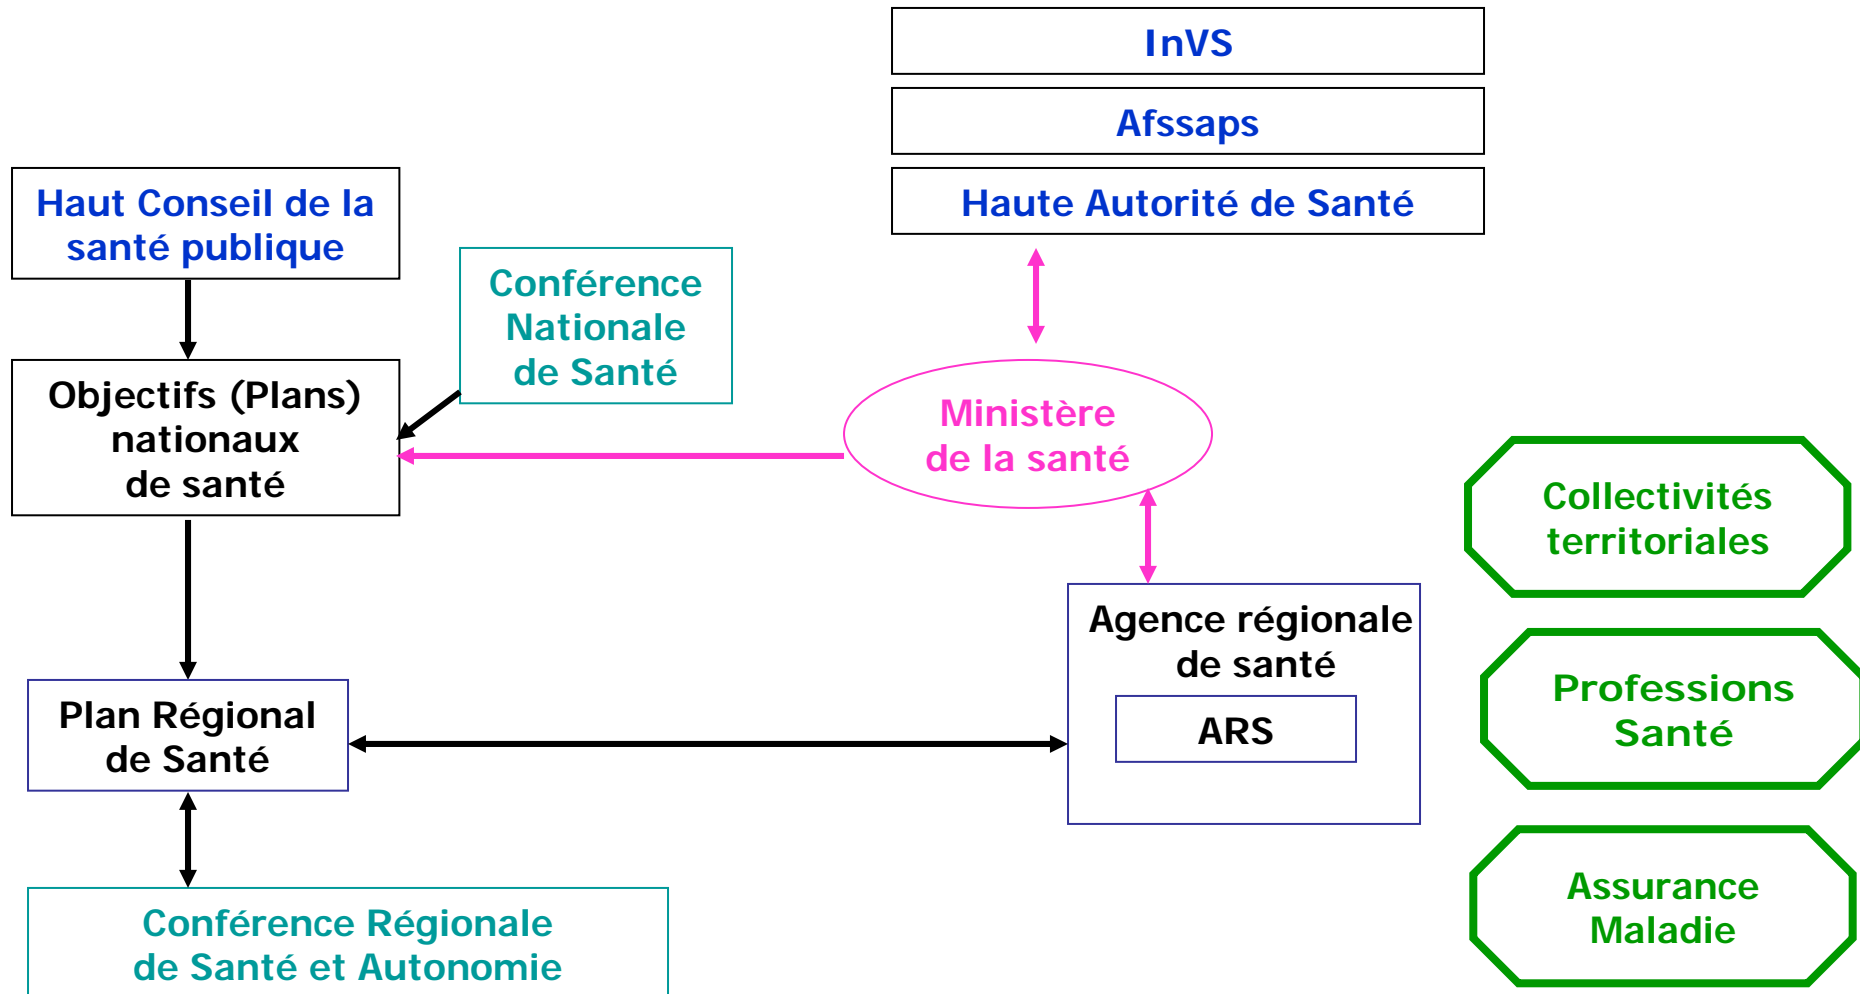 InVS
Afssaps
Haute Autorité de Santé
Haut Conseil de la
santé publique
Conférence
Nationale
de Santé
Objectifs (Plans)
nationaux
de santé
Ministère
de la santé
Collectivités
territoriales
Agence régionale
de santé
ARS
Professions
Santé
Plan Régional
de Santé
Assurance
Maladie
Conférence Régionale
de Santé et Autonomie